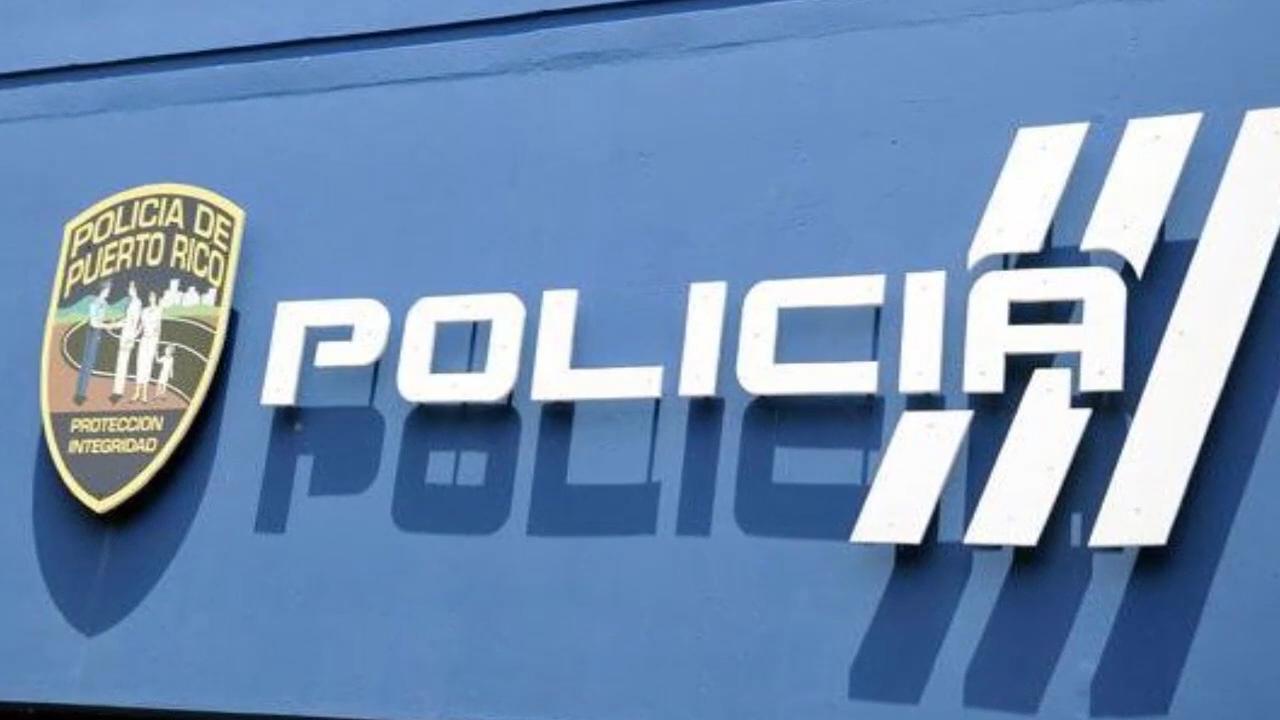 POLICIA DE
PUERTO RICO
PROTECCION
INTEGRIDAD
POLICIA